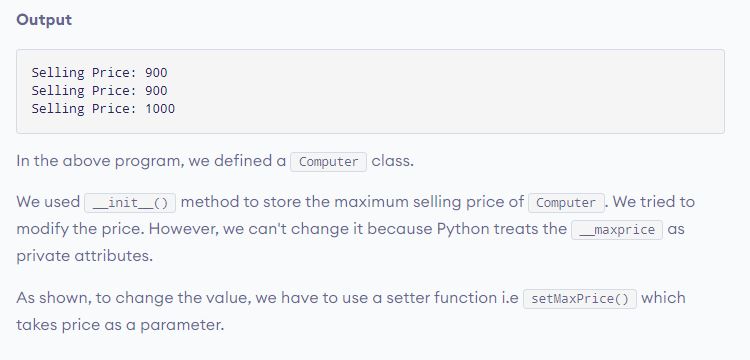 Output
Selling Price: 900
Selling Price: 900
Selling Price: 1000
In the above program, we defined a Computer class.
We used __init__() method to store the maximum selling price of Computer . We tried to
modify the price. However, we can't change it because Python treats the __maxprice as
private attributes.
As shown, to change the value, we have to use a setter function i.e setMaxPrice() which
takes price as a parameter.